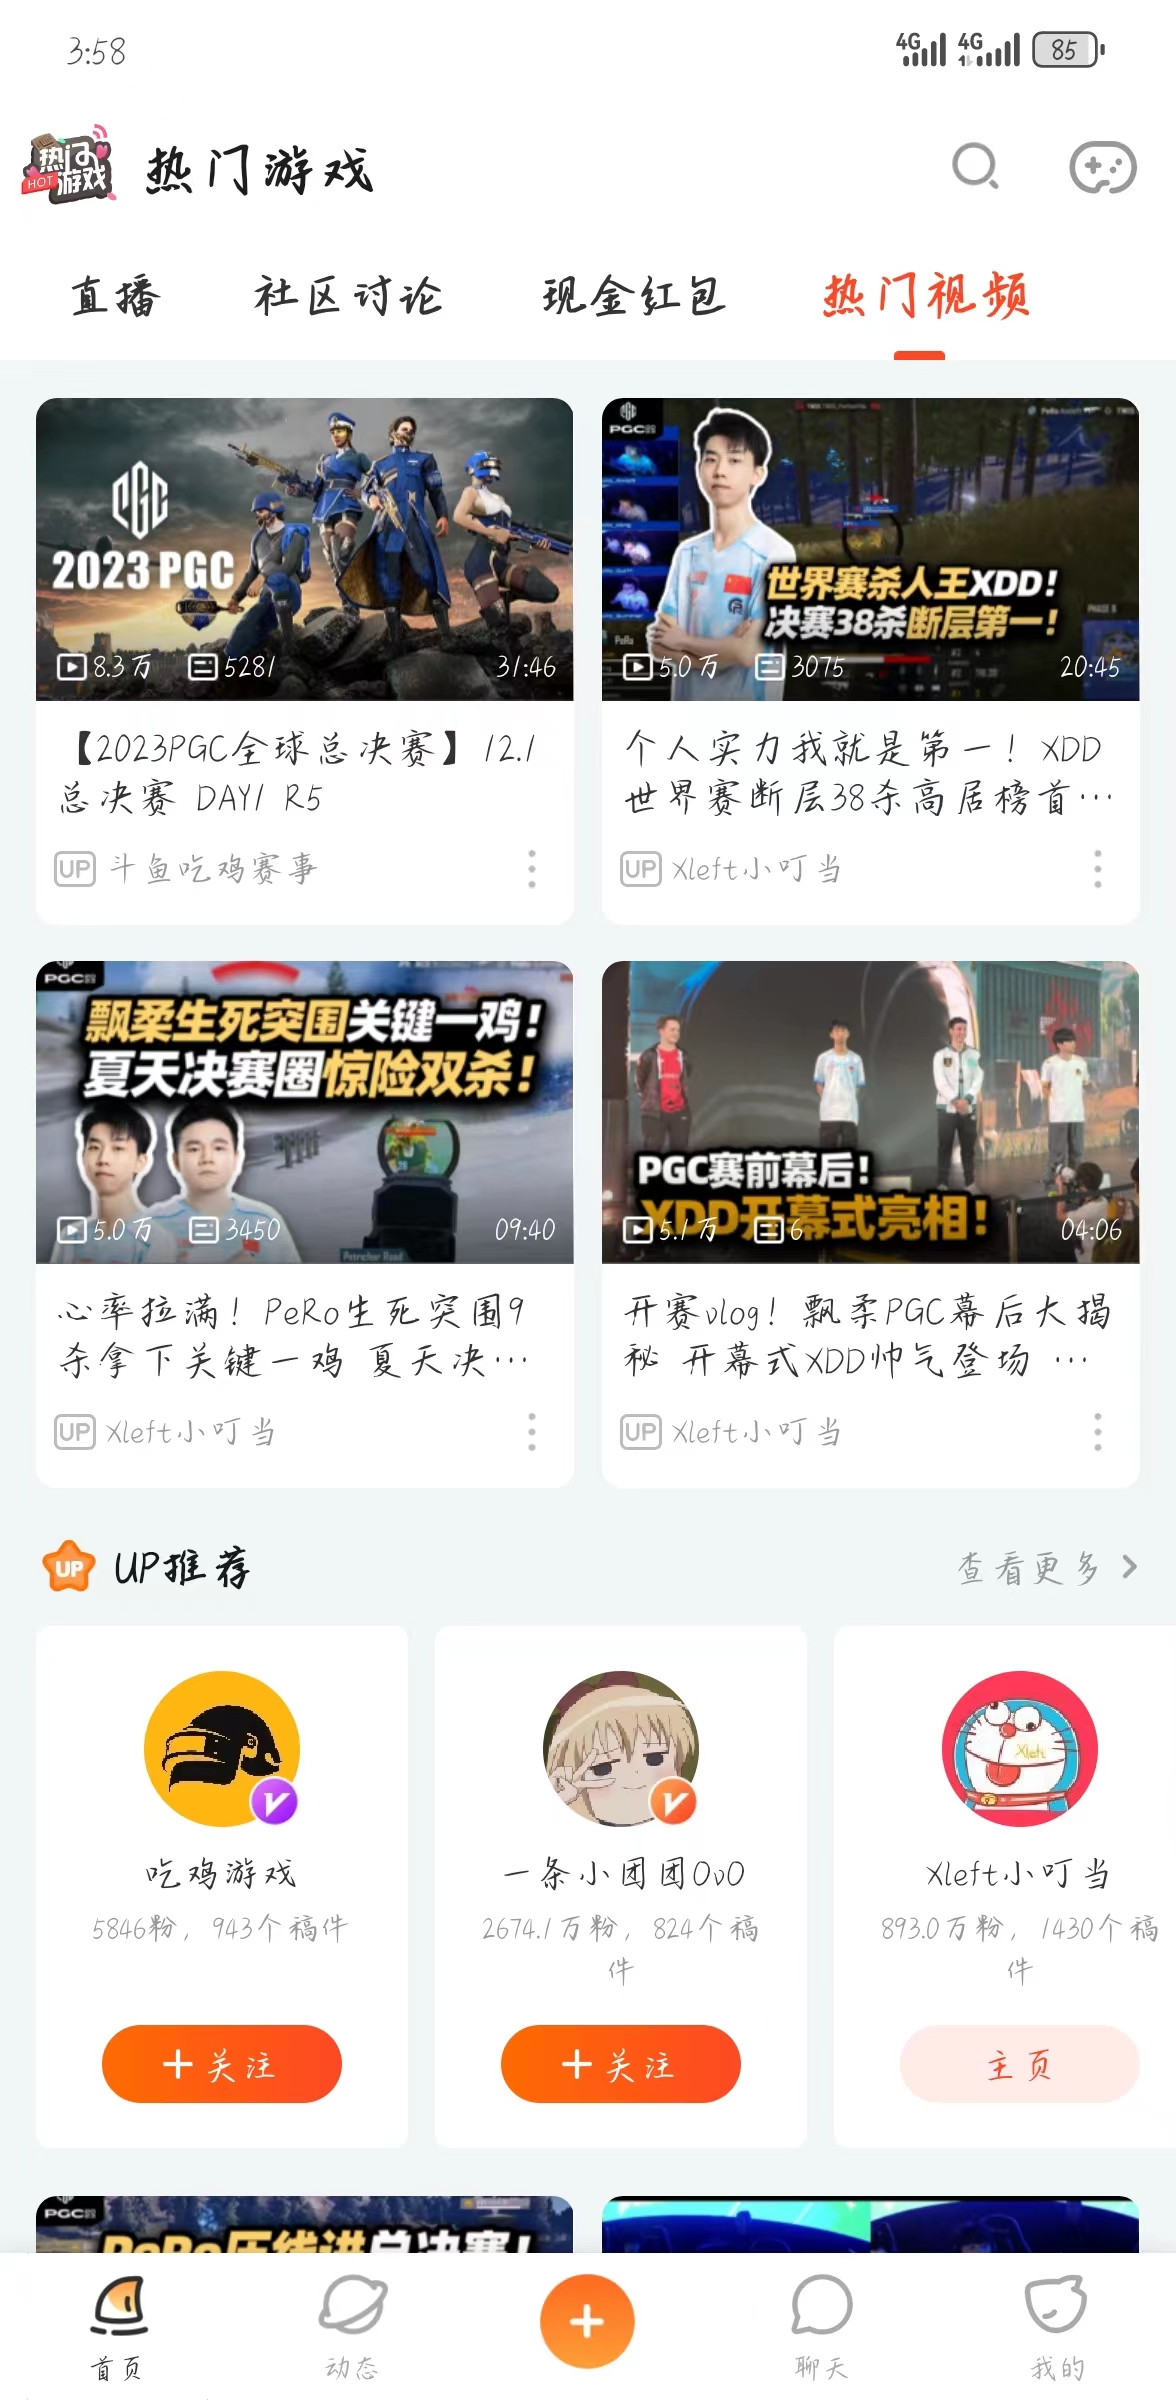 3:58
4G 4G 85
热门游戏
HOT
热门游戏
直播 社区讨论 现金红包 热门视频
PGC
2023 PGC
8.3万 5281 31:46
【2023PGC全球总决赛】12.1
总决赛 DAY1 R5
UP 斗鱼吃鸡赛事
PGC
世界赛杀人王XDD!
决赛38杀断层第一!
5.0万 3075 20:45
个人实力我就是第一！XDD
世界赛断层38杀高居榜首…
UP Xleft小叮当
PGC
飘柔生死突围关键一鸡!
夏天决赛圈惊险双杀!
5.0万 3450 09:40
心率拉满！PeRo生死突围9
杀拿下关键一鸡 夏天决…
UP Xleft小叮当
PGC赛前幕后!
XDD开幕式亮相!
5.1万 6 04:06
开赛vlog！飘柔PGC幕后大揭
秘 开幕式XDD帅气登场 …
UP Xleft小叮当
UP UP推荐 查看更多
吃鸡游戏
5846粉，943个稿件
+ 关注
一条小团团OvO
2674.1万粉，824个稿
件
+ 关注
Xleft
Xleft小叮当
893.0万粉，1430个稿
件
主页
PGC
PeRo压线进总决赛!
首页 动态 聊天 我的